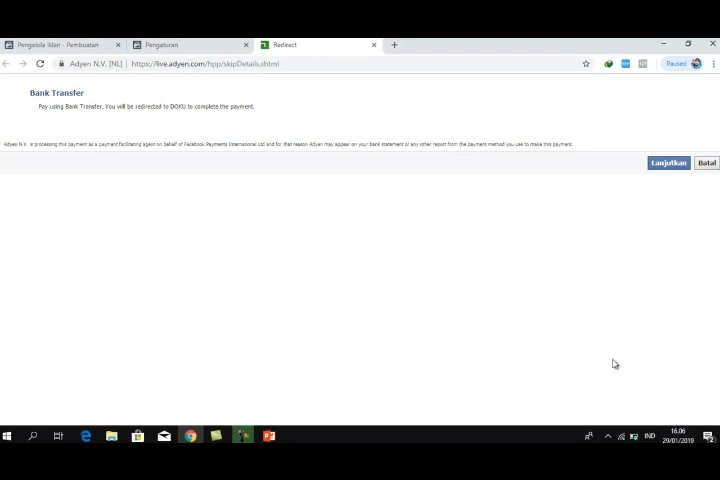 Pengelola Iklan - Pembuatan
Pengaturan
Redirect
Adyen N.V. [NL] https://live.adyen.com/hpp/skipDetails.shtml
Paused
Bank Transfer
Pay using Bank Transfer. You will be redirected to DOKU to complete the payment.
Adyen N.V. is processing this payment as a payment facilitating agent on behalf of Facebook Payments International Ltd and for that reason Adyen may appear on your bank statement or any other report from the payment method you use to make this payment.
Lanjutkan Batal
IND
16.06
29/01/2019